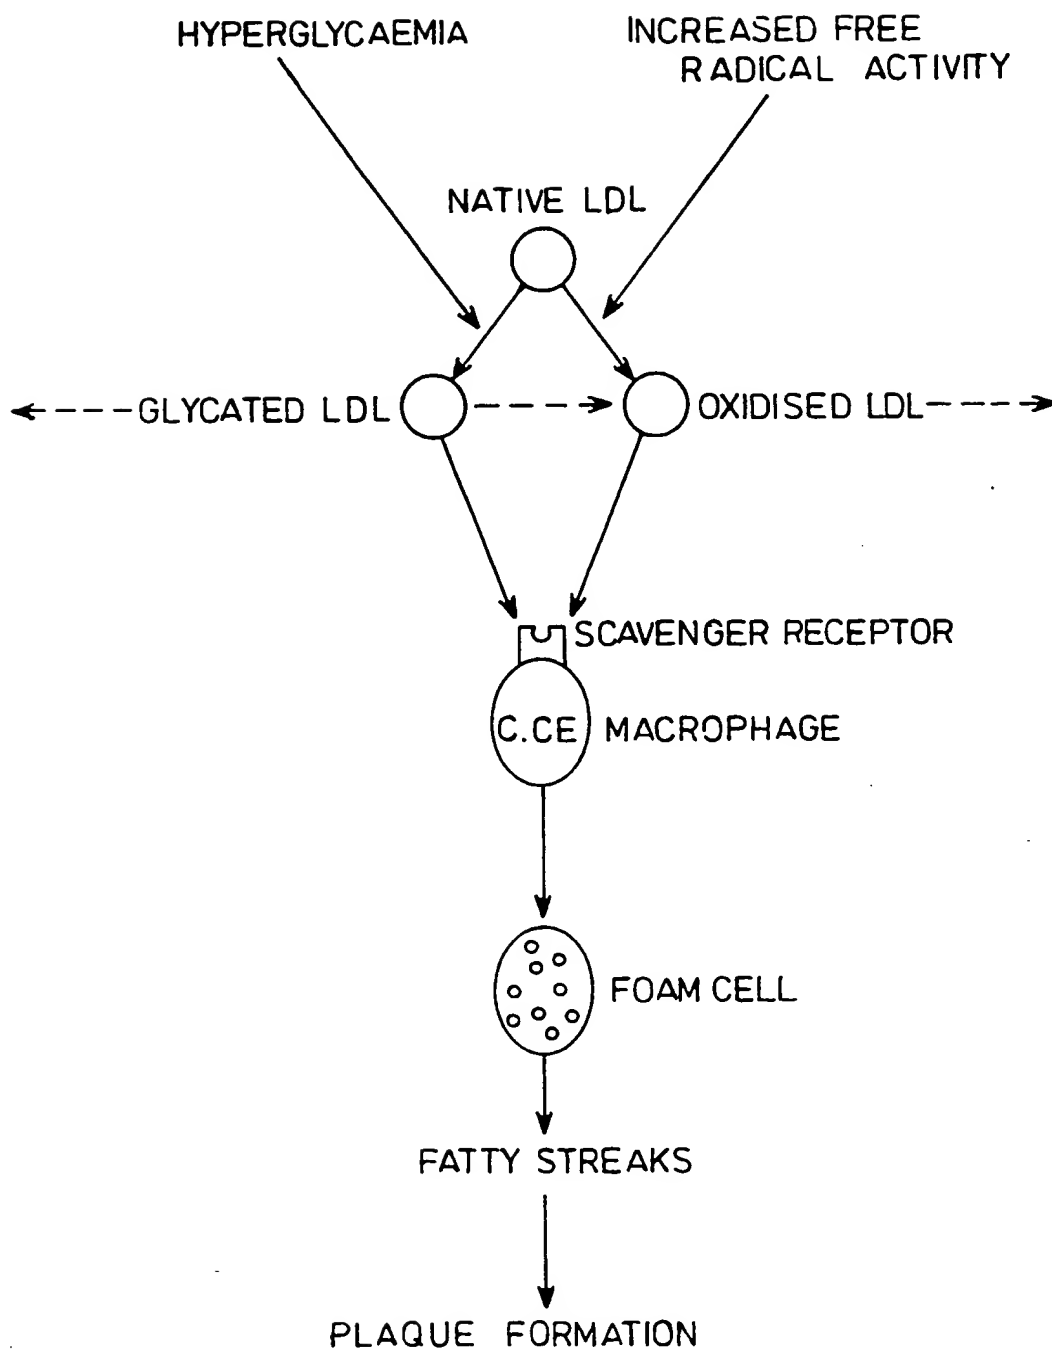 HYPERGLYCAEMIA
INCREASED FREE
RADICAL ACTIVITY
NATIVE LDL
GLYCATED LDL
OXIDISED LDL
SCAVENGER RECEPTOR
C.CE
MACROPHAGE
FOAM CELL
FATTY STREAKS
PLAQUE FORMATION